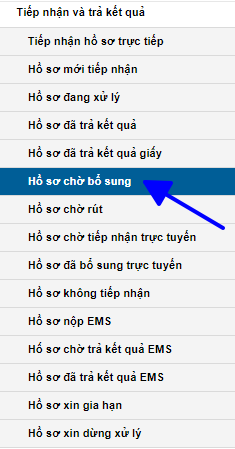 Tiếp nhận và trả kết quả
Tiếp nhận hồ sơ trực tiếp
Hồ sơ mới tiếp nhận
Hồ sơ đang xử lý
Hồ sơ đã trả kết quả
Hồ sơ đã trả kết quả giấy
Hồ sơ chờ bổ sung
Hồ sơ chờ rút
Hồ sơ chờ tiếp nhận trực tuyến
Hồ sơ đã bổ sung trực tuyến
Hồ sơ không tiếp nhận
Hồ sơ nộp EMS
Hồ sơ chờ trả kết quả EMS
Hồ sơ đã trả kết quả EMS
Hồ sơ xin gia hạn
Hồ sơ xin dừng xử lý